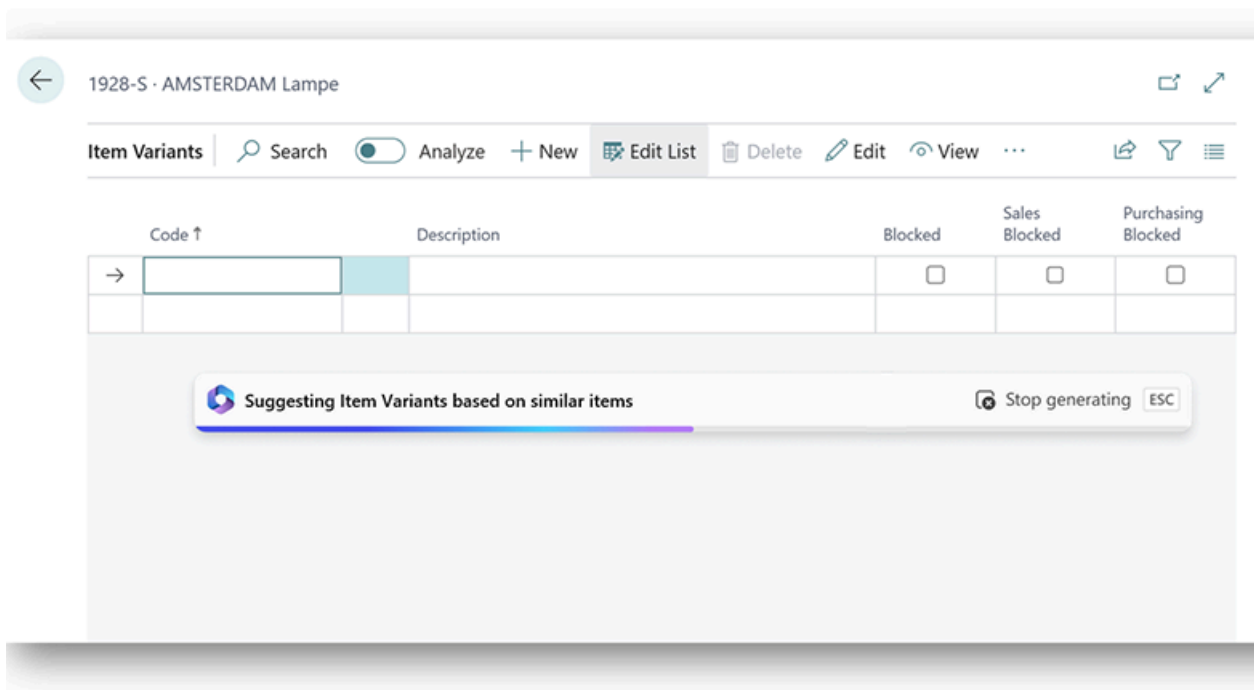 1928-S · AMSTERDAM Lampe
Item Variants Search Analyze New Edit List Delete Edit View ...
Code ↑ Description Blocked Sales Blocked Purchasing Blocked
Suggesting Item Variants based on similar items Stop generating ESC